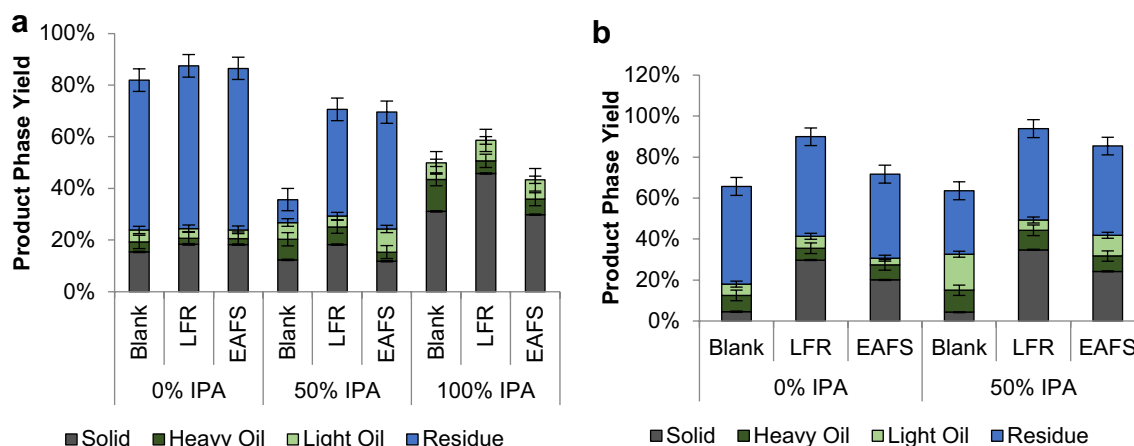 a
Product Phase Yield
100%
80%
60%
40%
20%
0%
Blank
LFR
EAFS
Blank
LFR
EAFS
Blank
LFR
EAFS
0% IPA
50% IPA
100% IPA
Solid
Heavy Oil
Light Oil
Residue
b
Product Phase Yield
120%
100%
80%
60%
40%
20%
0%
Blank
LFR
EAFS
Blank
LFR
EAFS
0% IPA
50% IPA
Solid
Heavy Oil
Light Oil
Residue